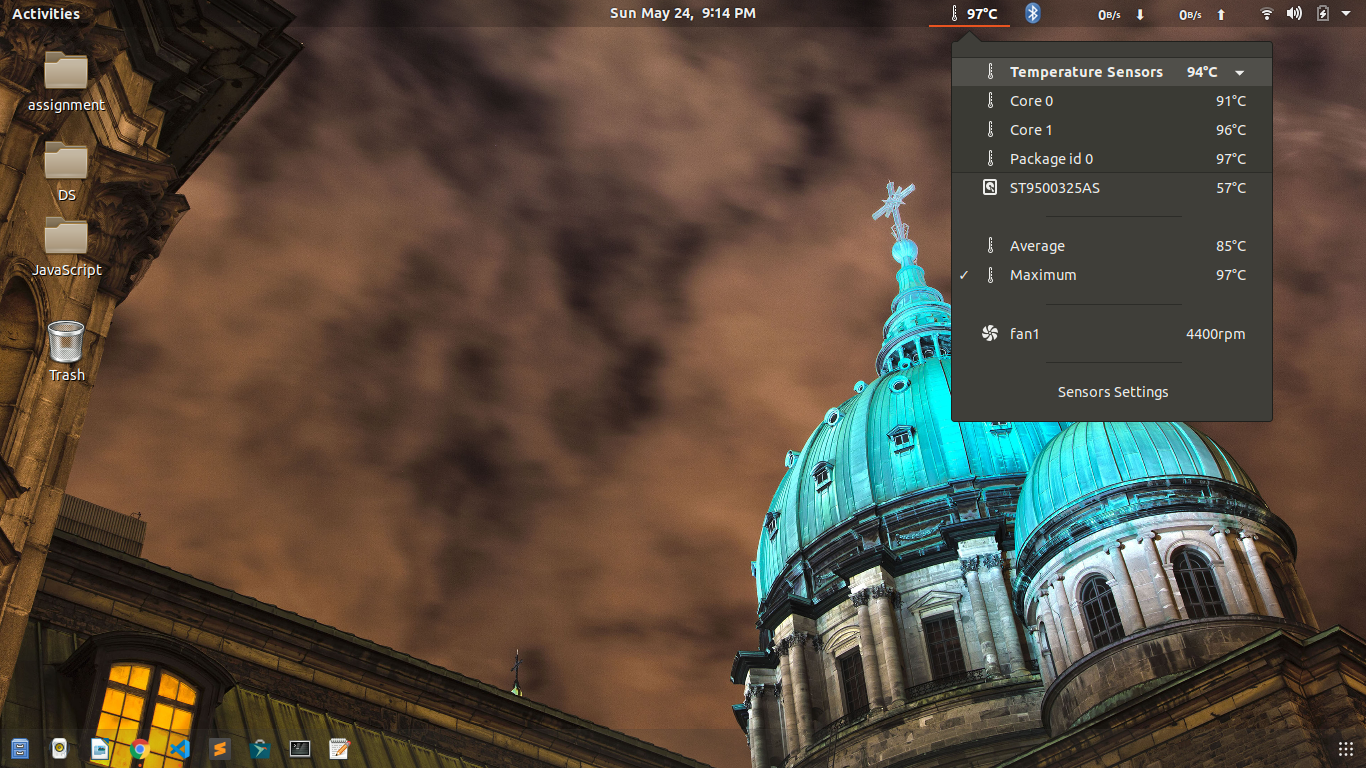 Activities
Sun May 24, 9:14 PM
97°C
0B/s
0B/s
assignment
DS
JavaScript
Trash
Temperature Sensors 94°C
Core 0 91°C
Core 1 96°C
Package id 0 97°C
ST9500325AS 57°C
Average 85°C
Maximum 97°C
fan1 4400rpm
Sensors Settings